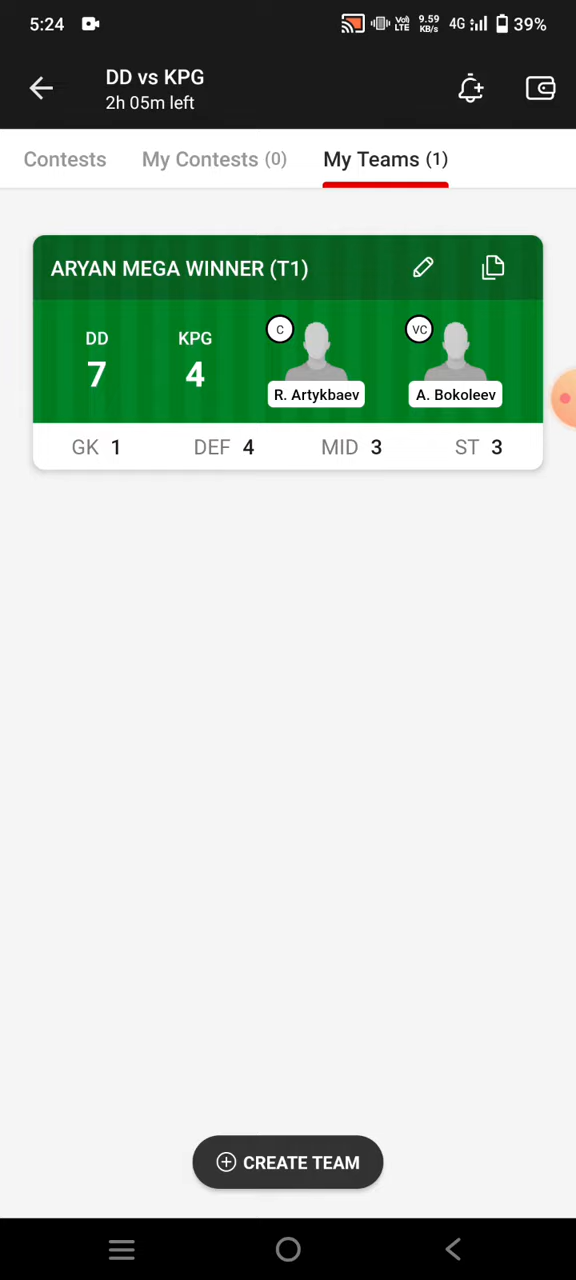 5:24 Vol LTE 9.59 KB/s 4G 39%
DD vs KPG
2h 05m left
Contests My Contests (0) My Teams (1)
ARYAN MEGA WINNER (T1)
DD KPG C VC
7 4
R. Artykbaev A. Bokoleev
GK 1 DEF 4 MID 3 ST 3
CREATE TEAM